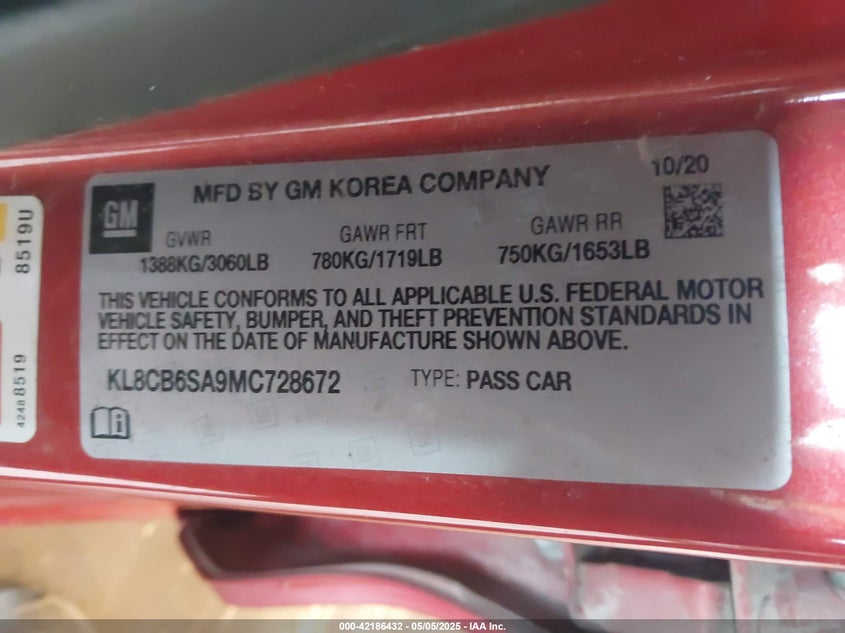 GM
MFD BY GM KOREA COMPANY
10/20
GVWR
1388KG/3060LB
GAWR FRT
780KG/1719LB
GAWR RR
750KG/1653LB
THIS VEHICLE CONFORMS TO ALL APPLICABLE U.S. FEDERAL MOTOR
VEHICLE SAFETY, BUMPER, AND THEFT PREVENTION STANDARDS IN
EFFECT ON THE DATE OF MANUFACTURE SHOWN ABOVE.
KL8CB6SA9MC728672
TYPE: PASS CAR
8519U
42488519
000-42186432 - 05/05/2025 - IAA Inc.